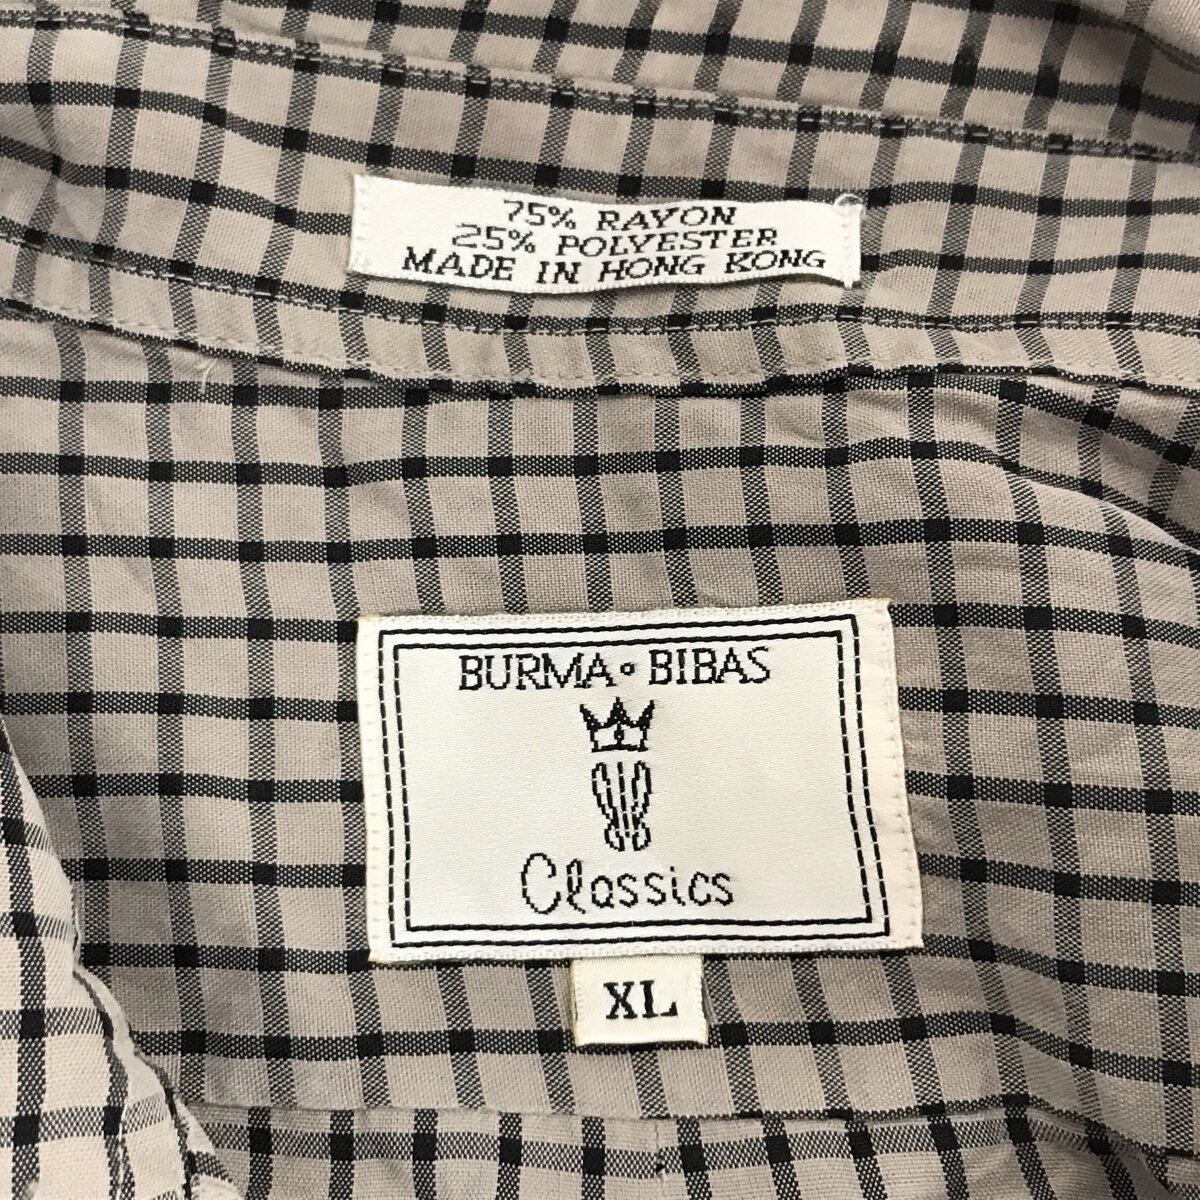 75% RAYON
25% POLYESTER
MADE IN HONG KONG
BURMA∘BIBAS
Classics
XL